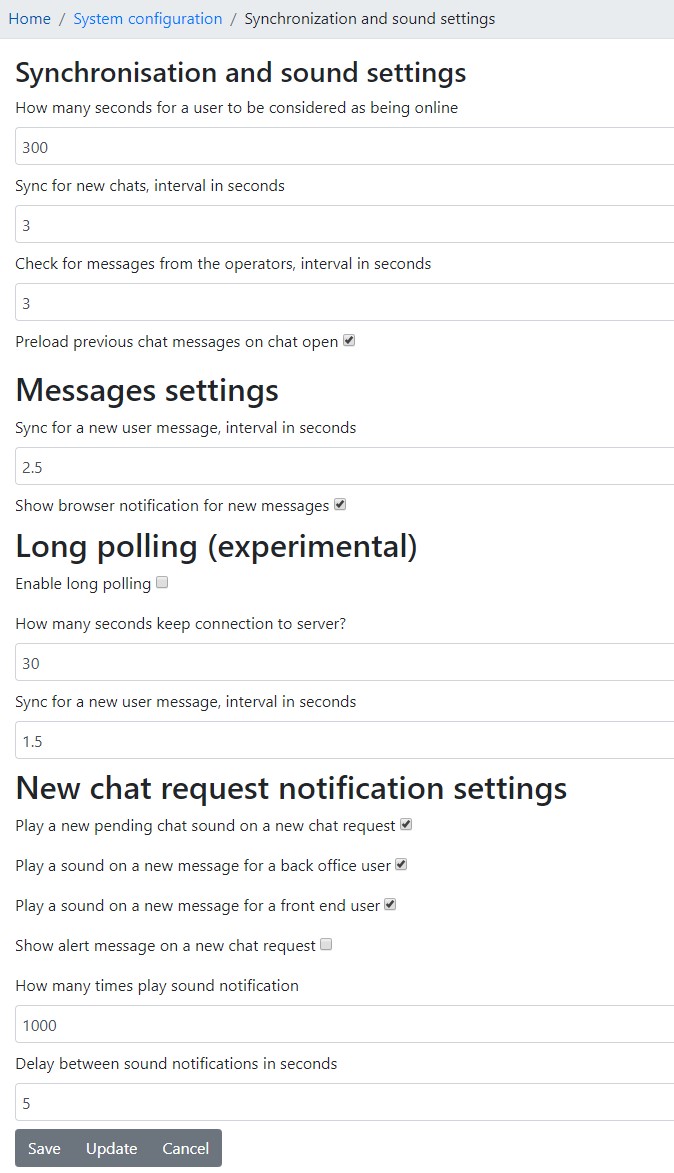 Home / System configuration / Synchronization and sound settings
Synchronisation and sound settings
How many seconds for a user to be considered as being online
300
Sync for new chats, interval in seconds
3
Check for messages from the operators, interval in seconds
3
Preload previous chat messages on chat open
Messages settings
Sync for a new user message, interval in seconds
2.5
Show browser notification for new messages
Long polling (experimental)
Enable long polling
How many seconds keep connection to server?
30
Sync for a new user message, interval in seconds
1.5
New chat request notification settings
Play a new pending chat sound on a new chat request
Play a sound on a new message for a back office user
Play a sound on a new message for a front end user
Show alert message on a new chat request
How many times play sound notification
1000
Delay between sound notifications in seconds
5
Save Update Cancel